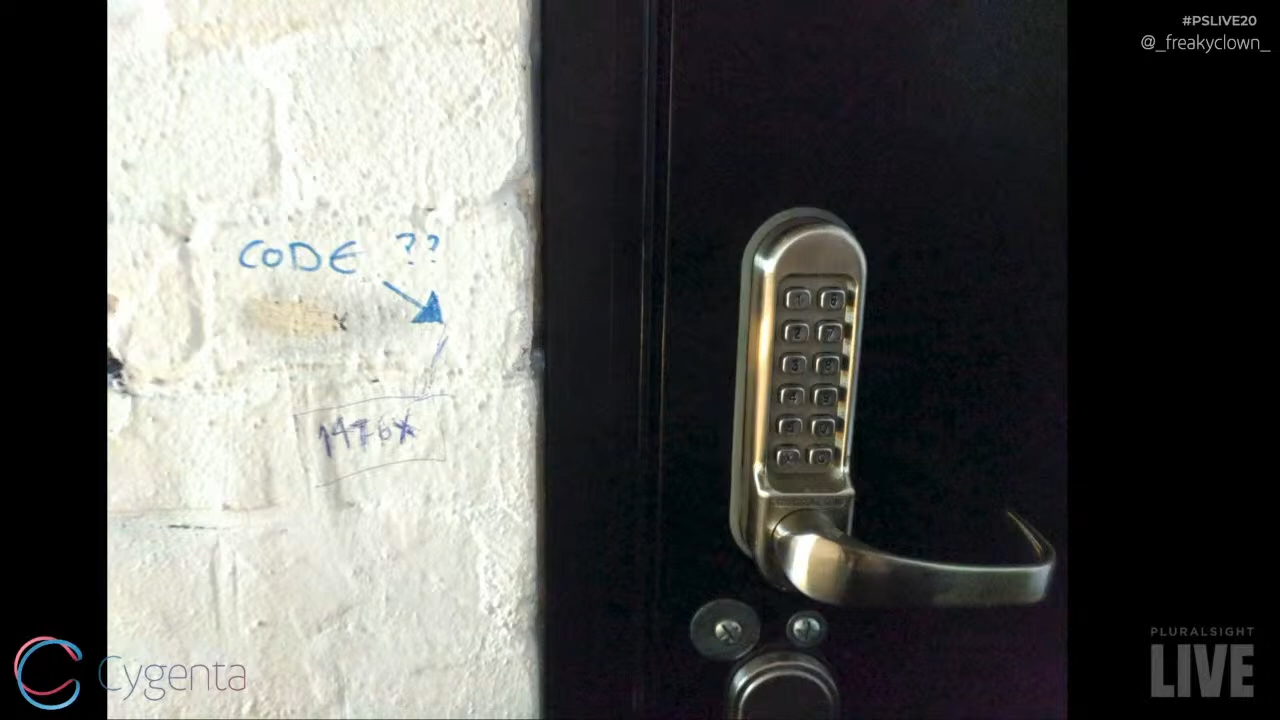 #PSLIVE20
@_freakyclown_
CODE ??
1476X
Cygenta
PLURALSIGHT
LIVE